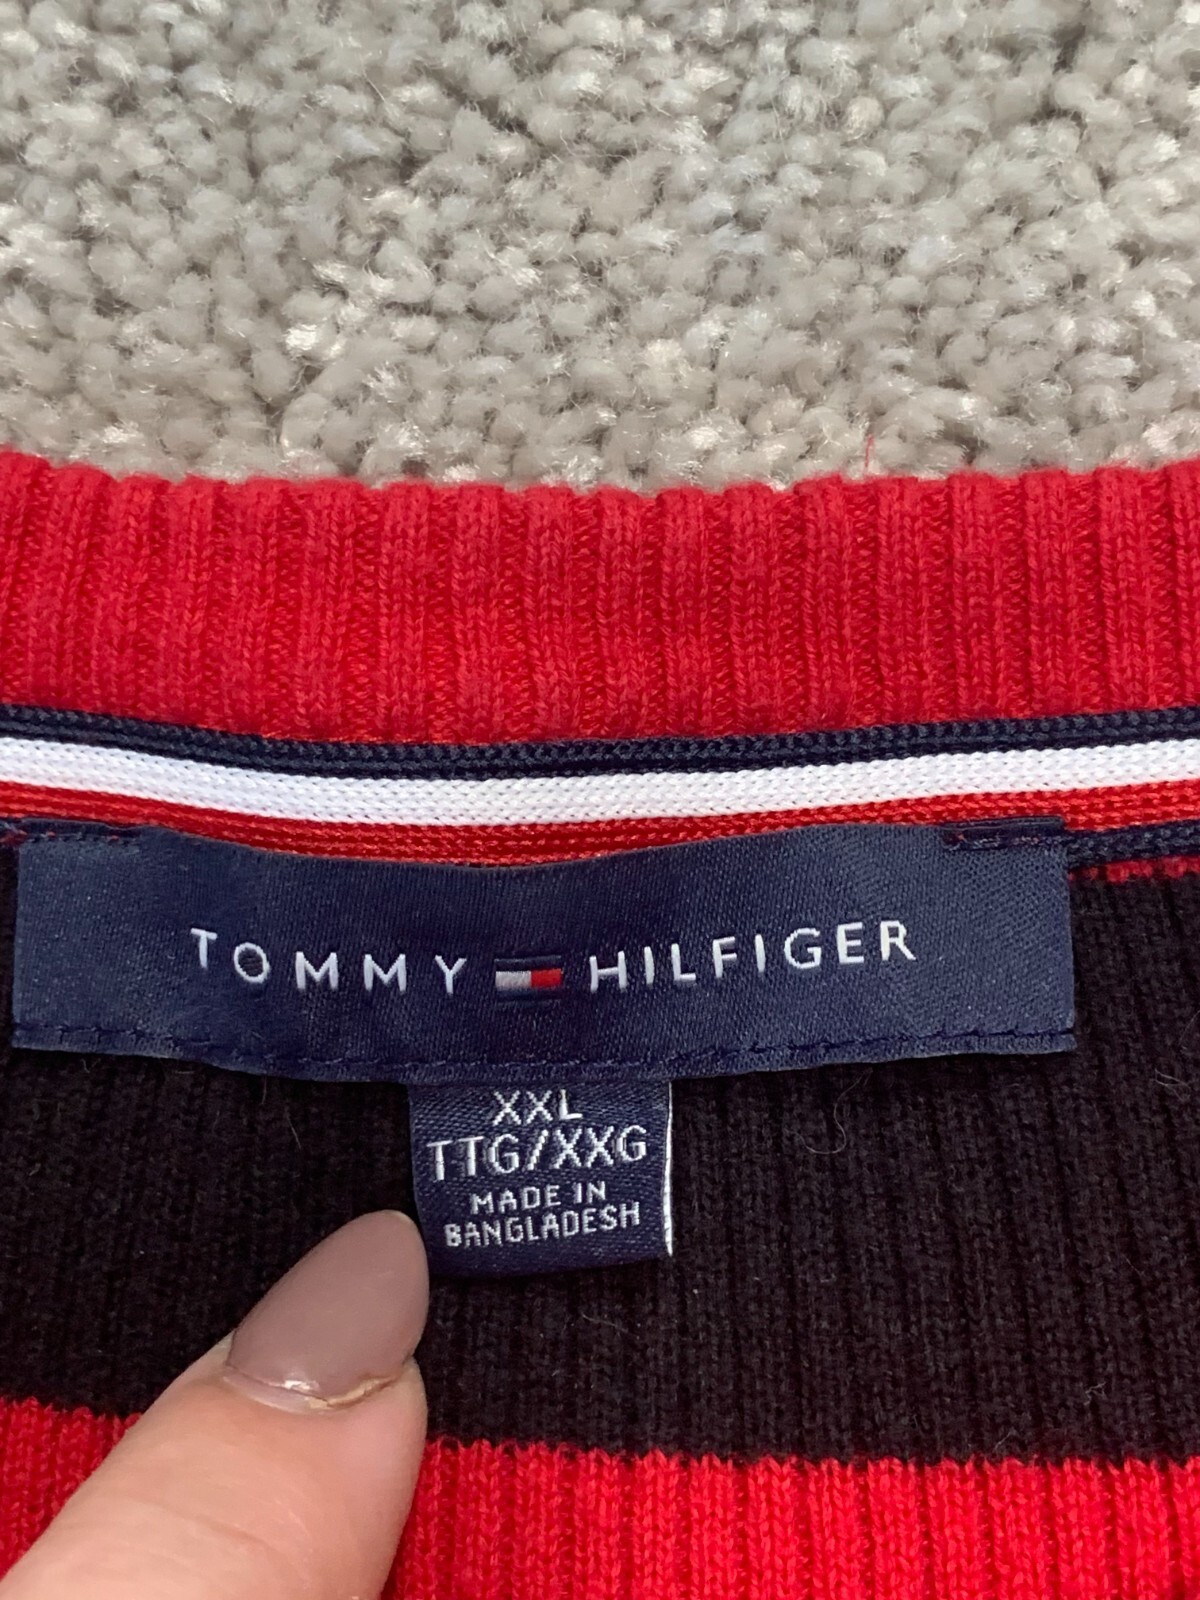 TOMMY HILFIGER
XXL
TTG/XXG
MADE IN
BANGLADESH